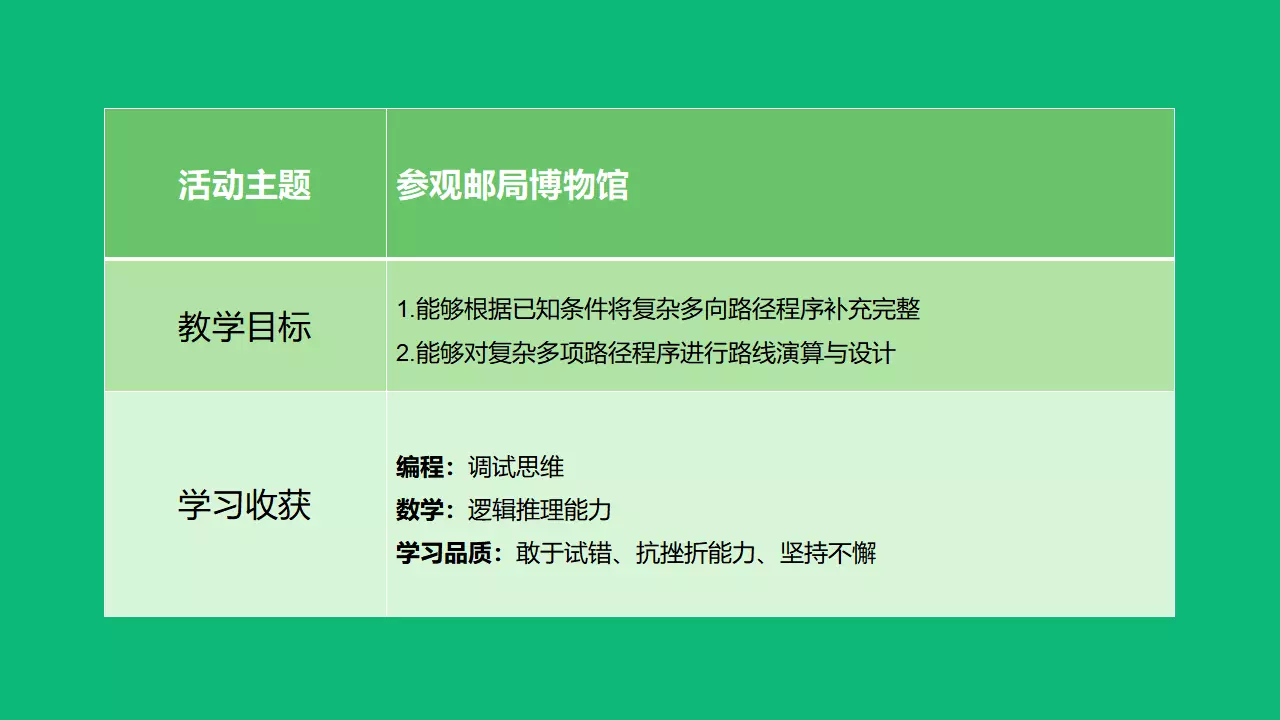 活动主题
参观邮局博物馆
教学目标
1.能够根据已知条件将复杂多向路径程序补充完整
2.能够对复杂多项路径程序进行路线演算与设计
学习收获
编程：调试思维
数学：逻辑推理能力
学习品质：敢于试错、抗挫折能力、坚持不懈